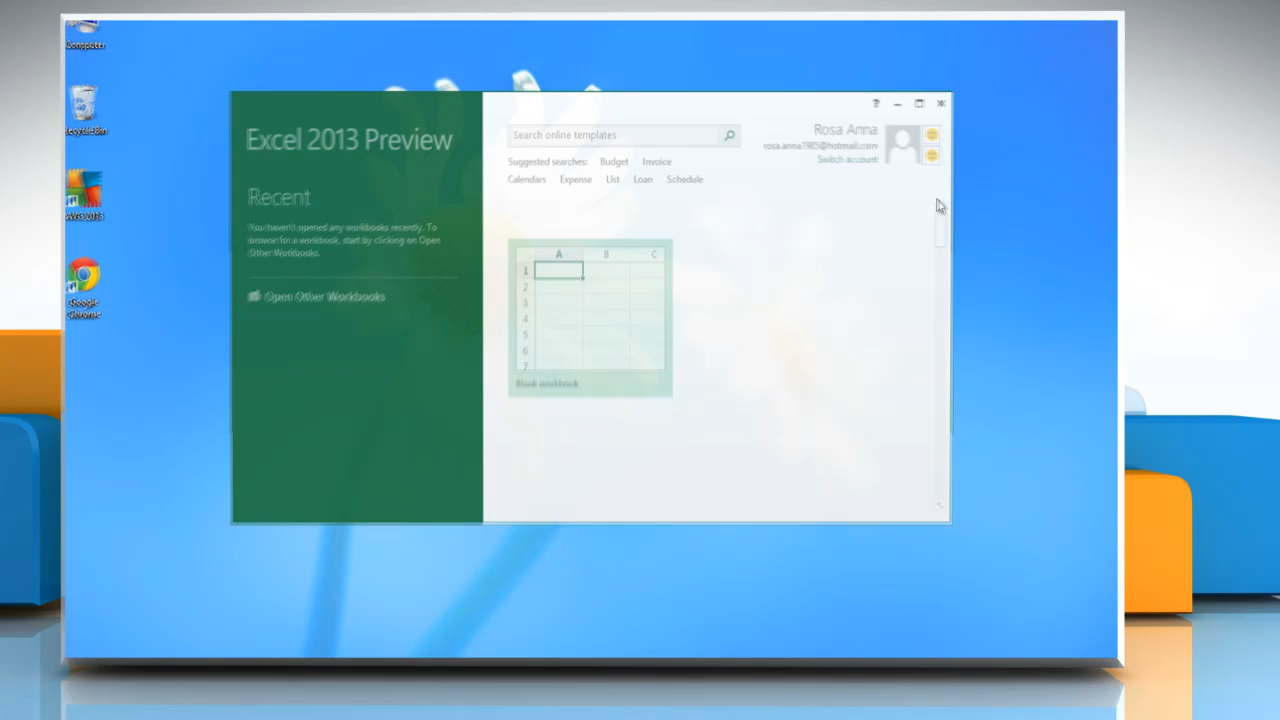 Computer
Recycle Bin
Google
Chrome
Excel 2013 Preview
Recent
You haven't opened any workbooks recently. To
browse for a workbook, start by clicking on Open
Other Workbooks.
Open Other Workbooks
Search online templates
Suggested searches: Budget Invoice
Calendars Expense List Loan Schedule
Rosa Anna
rosa.anna1985@hotmail.com
Switch account
A B C
1
2
3
4
5
6
7
Blank workbook